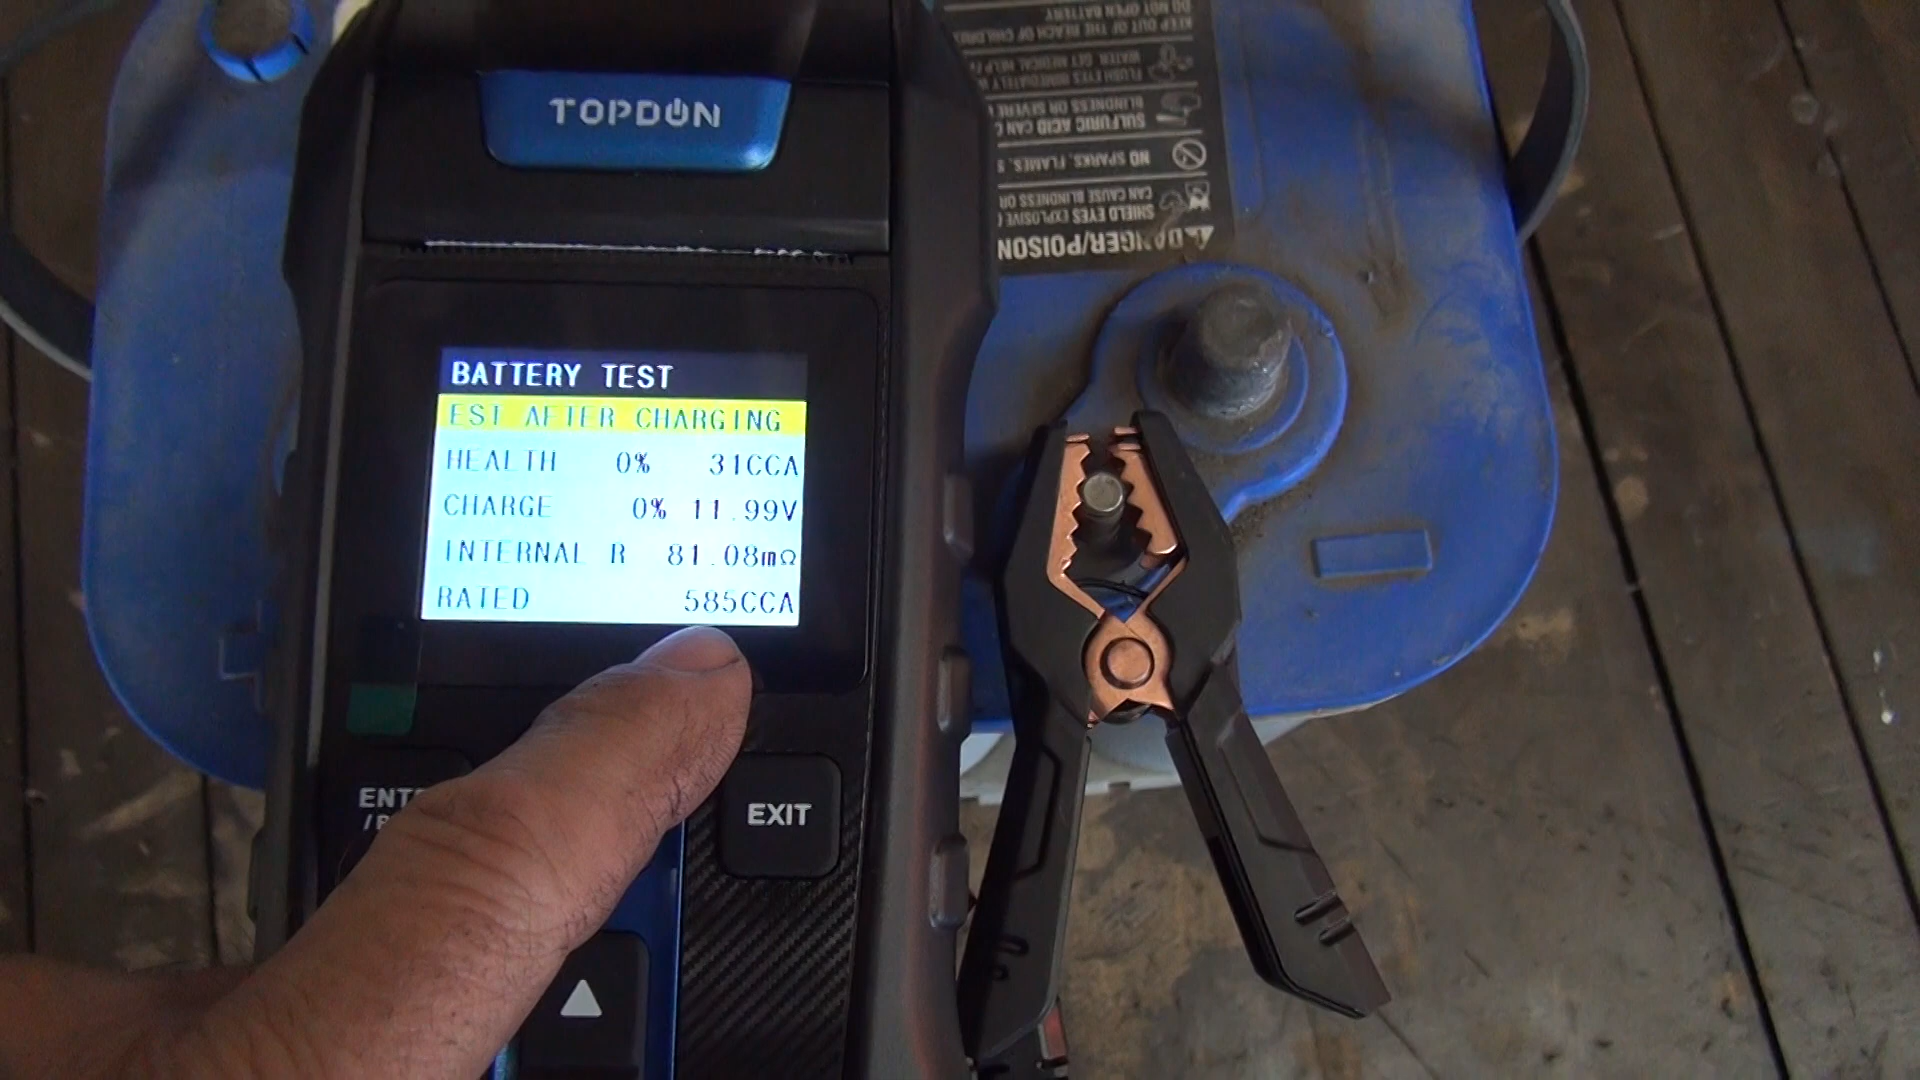 TOPDON
BATTERY TEST
EST AFTER CHARGING
HEALTH 0% 31CCA
CHARGE 0% 11.99V
INTERNAL R 81.08mΩ
RATED 585CCA
EXIT
DANGER/POISON
SHIELD EYES EXPLOSIVE
CAN CAUSE BLINDNESS OR
NO SPARKS, FLAMES,
SULFURIC ACID CAN
BLINDNESS OR SEVERE
FLUSH EYES IMMEDIATELY
WATER GET MEDICAL HELP
KEEP OUT OF THE REACH OF CHILDREN
DO NOT OPEN BATTERY.